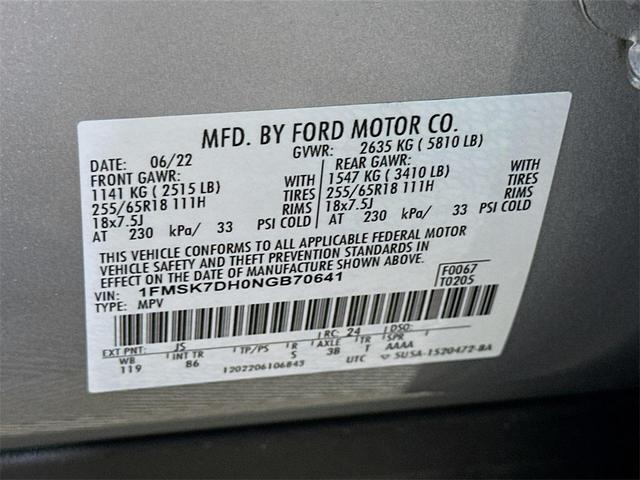 MFD. BY FORD MOTOR CO.
DATE: 06/22 GVWR: 2635 KG ( 5810 LB)
FRONT GAWR: REAR GAWR:
1141 KG ( 2515 LB) WITH 1547 KG ( 3410 LB) WITH
255/65R18 111H TIRES 255/65R18 111H TIRES
18x7.5J RIMS 18x7.5J RIMS
AT 230 kPa/ 33 PSI COLD AT 230 kPa/ 33 PSI COLD
THIS VEHICLE CONFORMS TO ALL APPLICABLE FEDERAL MOTOR
VEHICLE SAFETY AND THEFT PREVENTION STANDARDS IN
EFFECT ON THE DATE OF MANUFACTURE SHOWN ABOVE.
VIN: 1FMSK7DH0NGB70641 F0067
TYPE: MPV T0205
EXT PNT: JS RC: 24 DSO:
WB INT TR TP/PS R AXLE TR SPR
119 86 S 3B T AAAA
1202206106843 UTC SU5A-1520472-BA